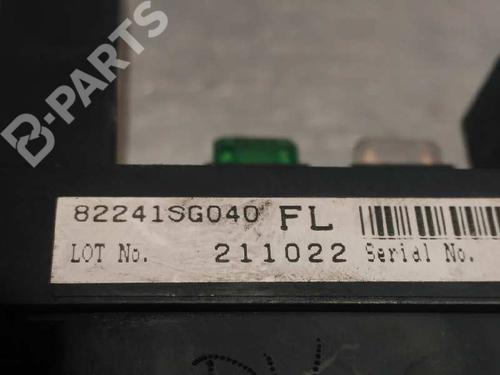 B-PARTS
82241SG040 FL
LOT No. 211022 Serial No.